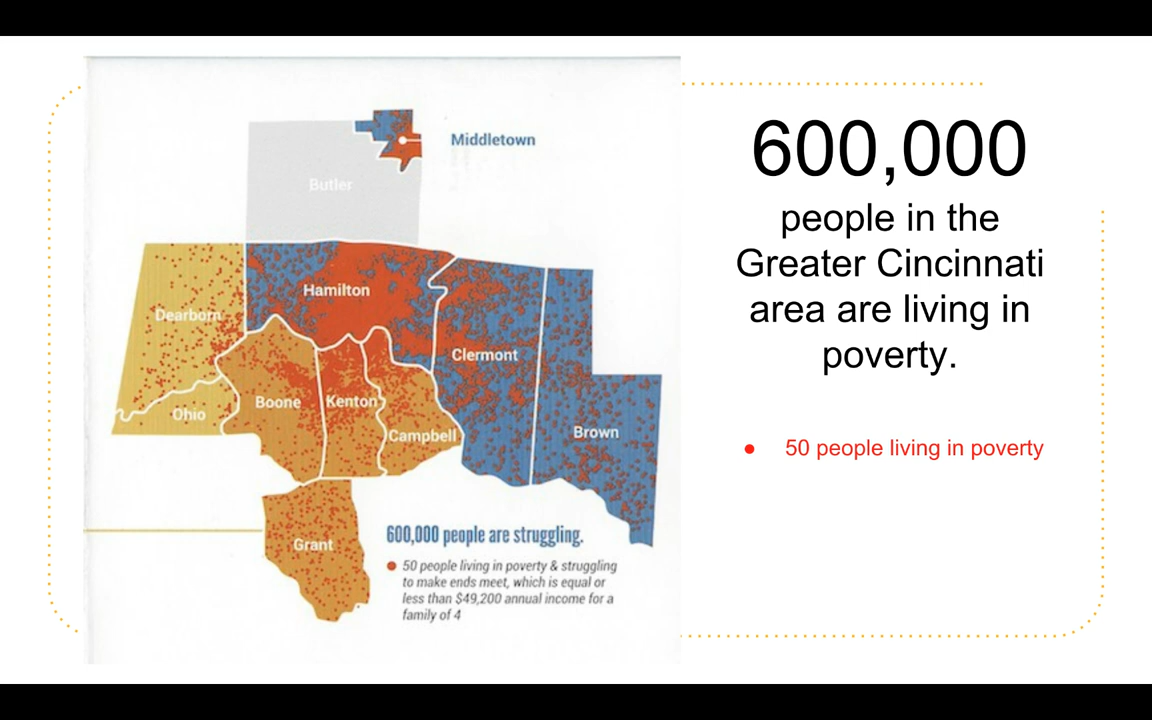 Middletown
Butler
Hamilton
Dearborn
Clermont
Ohio
Boone
Kenton
Campbell
Brown
Grant
600,000 people are struggling.
50 people living in poverty & struggling
to make ends meet, which is equal or
less than $49,200 annual income for a
family of 4
600,000
people in the
Greater Cincinnati
area are living in
poverty.
● 50 people living in poverty